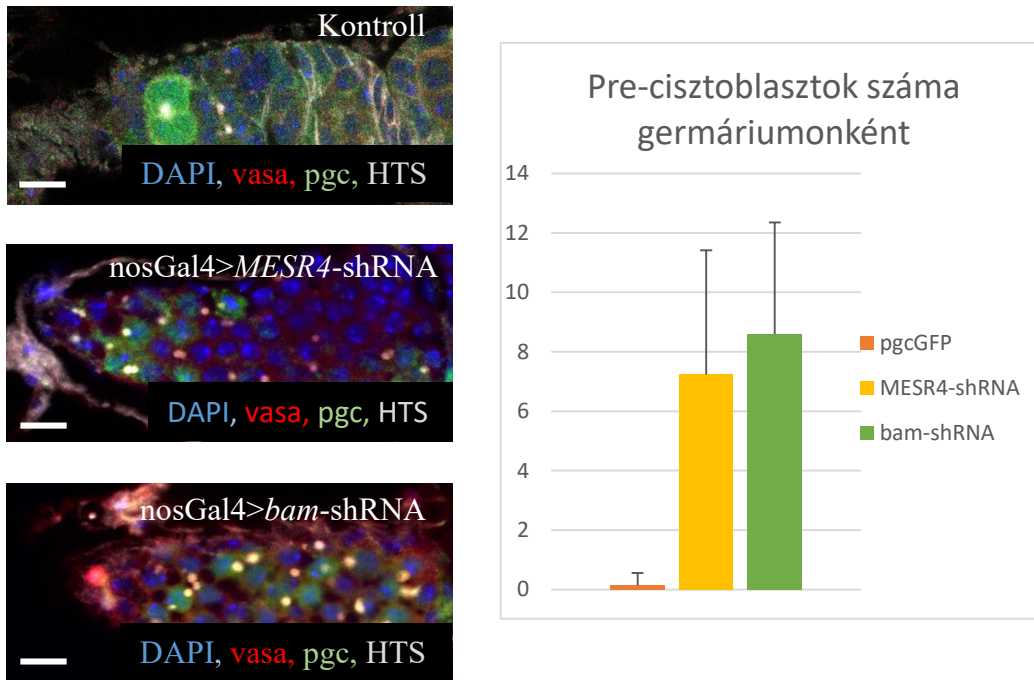 Kontroll
DAPI, vasa, pgc, HTS
nosGal4>MESR4-shRNA
DAPI, vasa, pgc, HTS
nosGal4>bam-shRNA
DAPI, vasa, pgc, HTS
Pre-cisztoblasztok száma
germáriumonként
14
12
10
8
6
4
2
0
pgcGFP
MESR4-shRNA
bam-shRNA